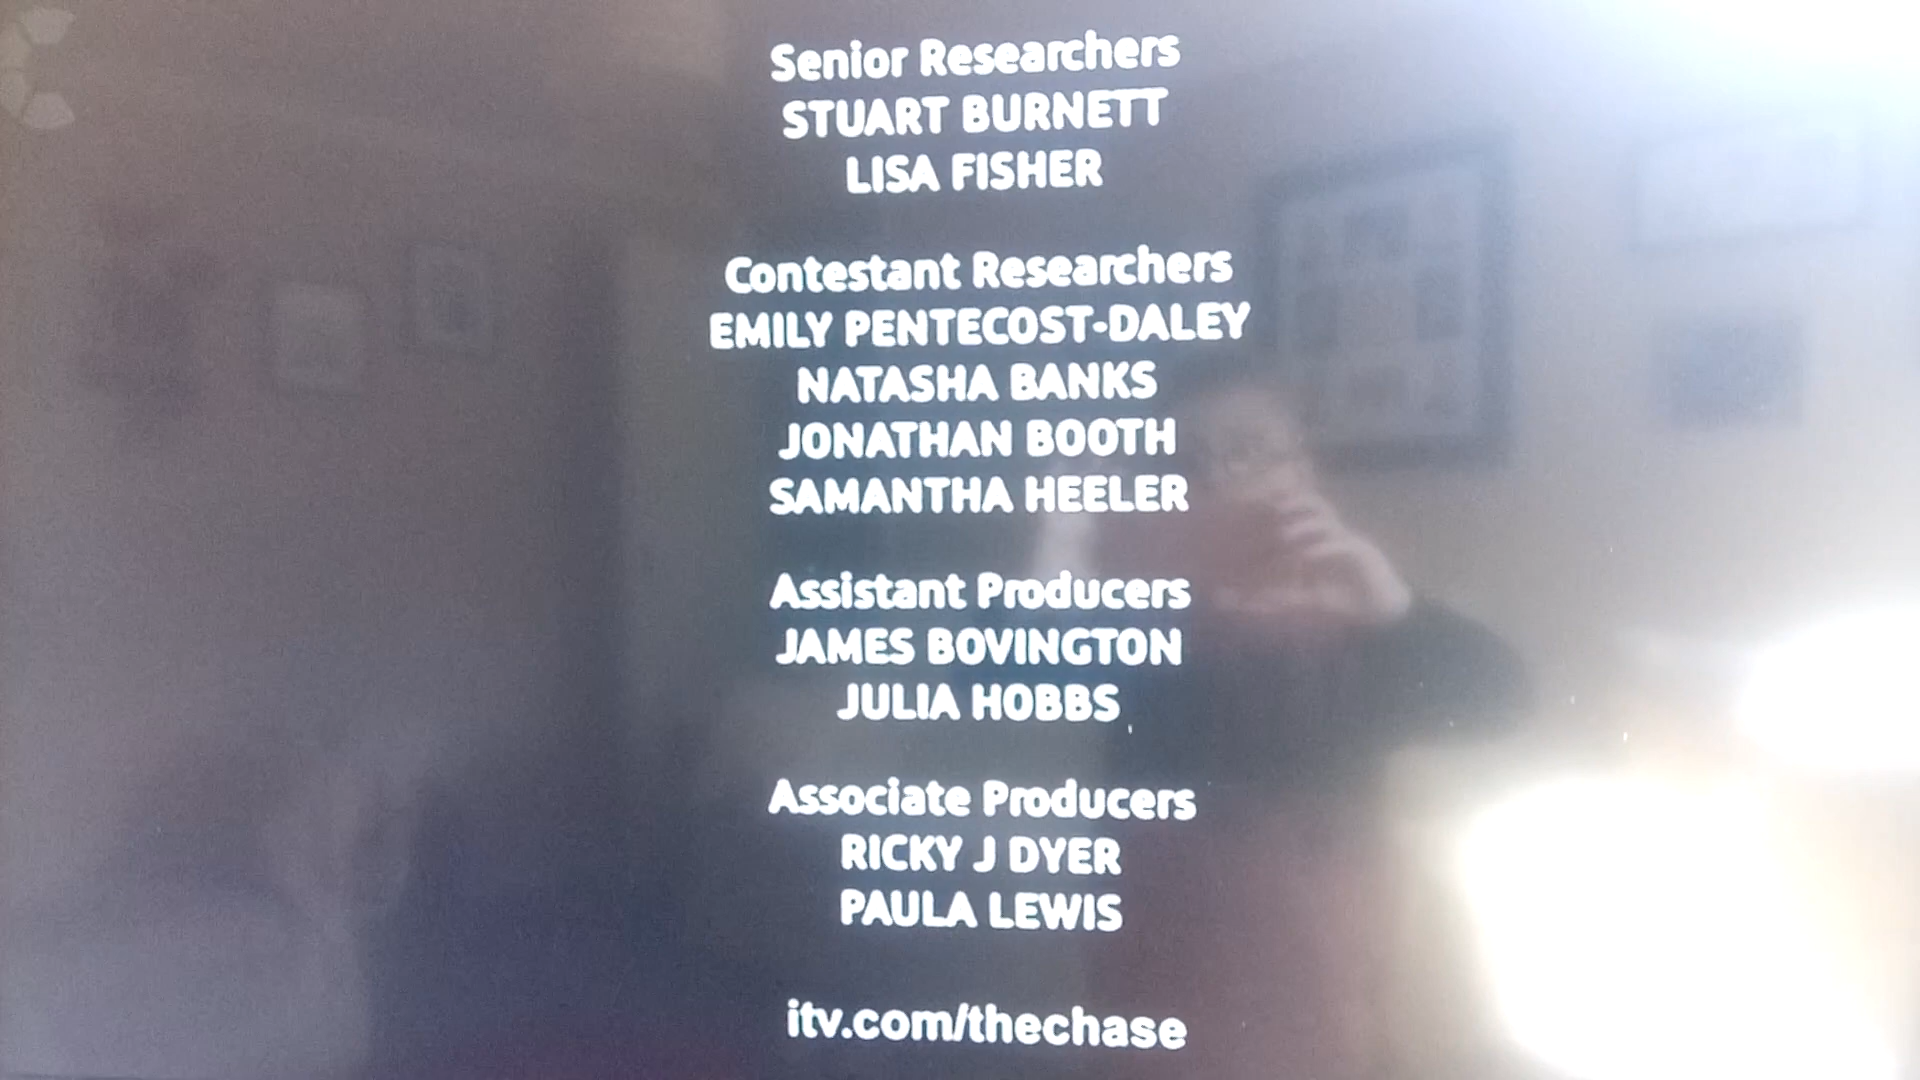 Senior Researchers
STUART BURNETT
LISA FISHER
Contestant Researchers
EMILY PENTECOST-DALEY
NATASHA BANKS
JONATHAN BOOTH
SAMANTHA HEELER
Assistant Producers
JAMES BOVINGTON
JULIA HOBBS
Associate Producers
RICKY J DYER
PAULA LEWIS
itv.com/thechase